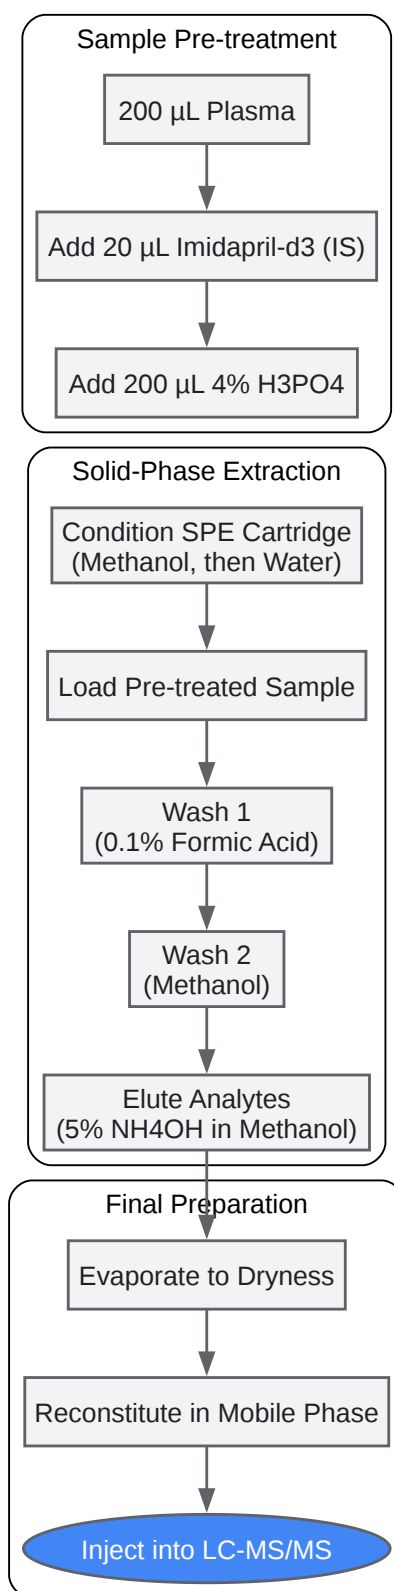 Sample Pre-treatment
200 µL Plasma
Add 20 µL Imidapril-d3 (IS)
Add 200 µL 4% H3PO4
Solid-Phase Extraction
Condition SPE Cartridge
(Methanol, then Water)
Load Pre-treated Sample
Wash 1
(0.1% Formic Acid)
Wash 2
(Methanol)
Elute Analytes
(5% NH4OH in Methanol)
Final Preparation
Evaporate to Dryness
Reconstitute in Mobile Phase
Inject into LC-MS/MS